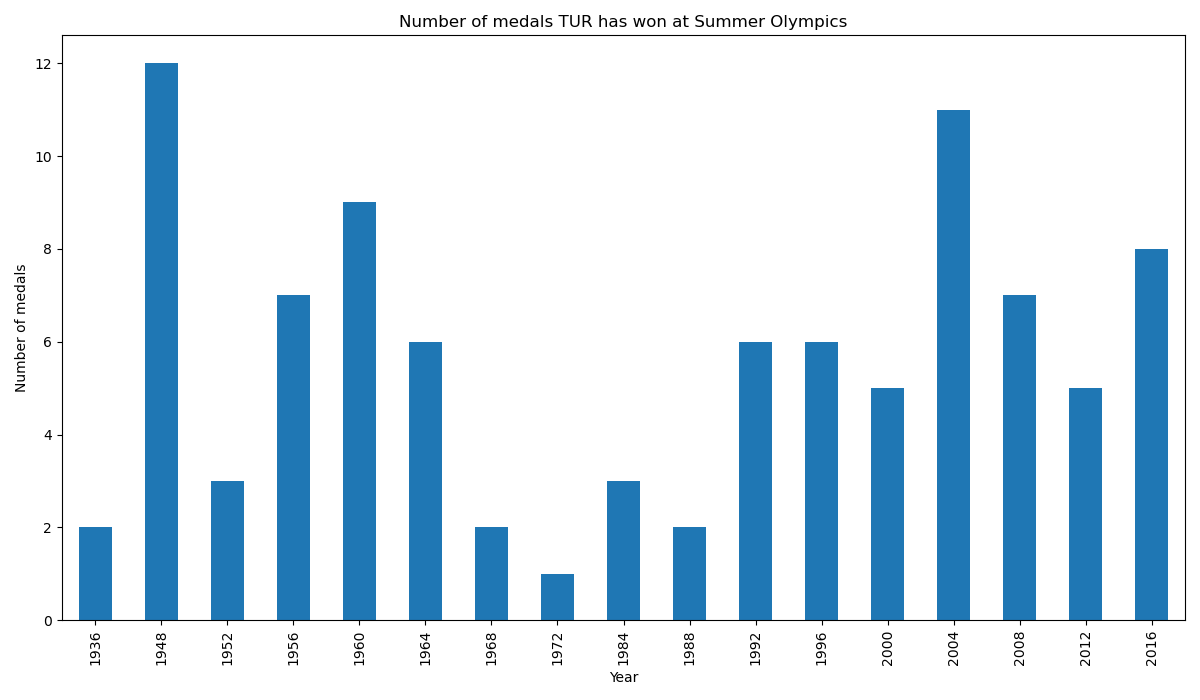 Number of medals TUR has won at Summer Olympics
Number of medals
12
10
8
6
4
2
0
1936 1948 1952 1956 1960 1964 1968 1972 1984 1988 1992 1996 2000 2004 2008 2012 2016
Year